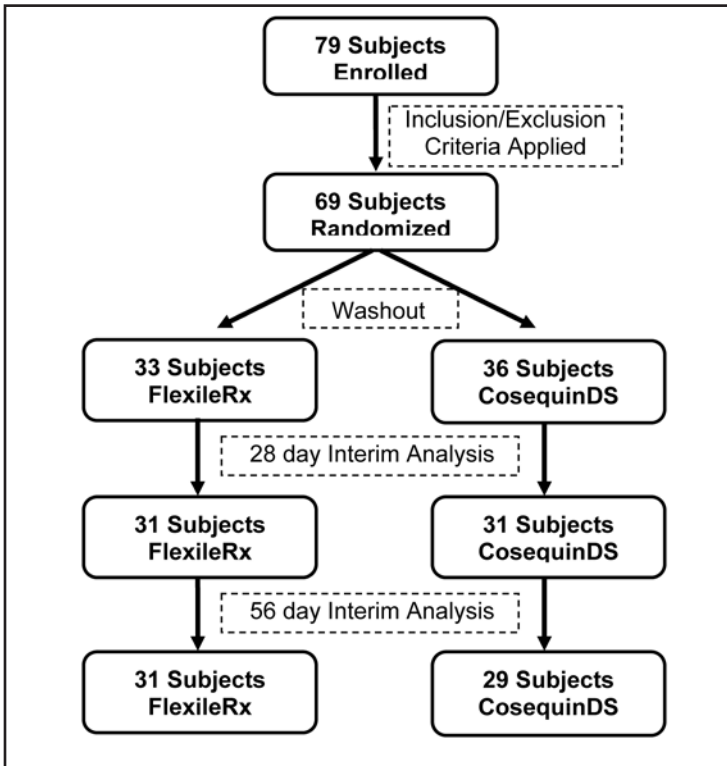 79 Subjects
Enrolled
Inclusion/Exclusion
Criteria Applied
69 Subjects
Randomized
Washout
33 Subjects
FlexileRx
36 Subjects
CosequinDS
28 day Interim Analysis
31 Subjects
FlexileRx
31 Subjects
CosequinDS
56 day Interim Analysis
31 Subjects
FlexileRx
29 Subjects
CosequinDS